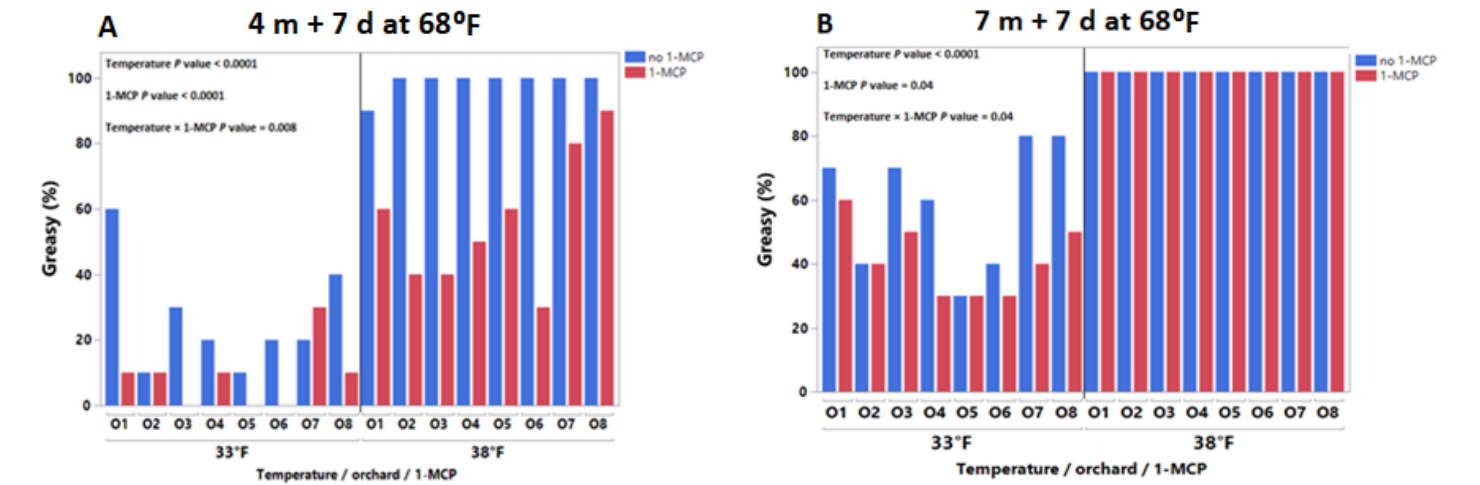 A
4 m + 7 d at 68⁰F
no 1-MCP
1-MCP
Temperature P value < 0.0001
1-MCP P value < 0.0001
Temperature × 1-MCP P value = 0.008
Greasy (%)
100
80
60
40
20
0
O1 O2 O3 O4 O5 O6 O7 O8 O1 O2 O3 O4 O5 O6 O7 O8
33°F 38°F
Temperature / orchard / 1-MCP
B
7 m + 7 d at 68⁰F
no 1-MCP
1-MCP
Temperature P value < 0.0001
1-MCP P value = 0.04
Temperature × 1-MCP P value = 0.04
Greasy (%)
100
80
60
40
20
0
O1 O2 O3 O4 O5 O6 O7 O8 O1 O2 O3 O4 O5 O6 O7 O8
33°F 38°F
Temperature / orchard / 1-MCP